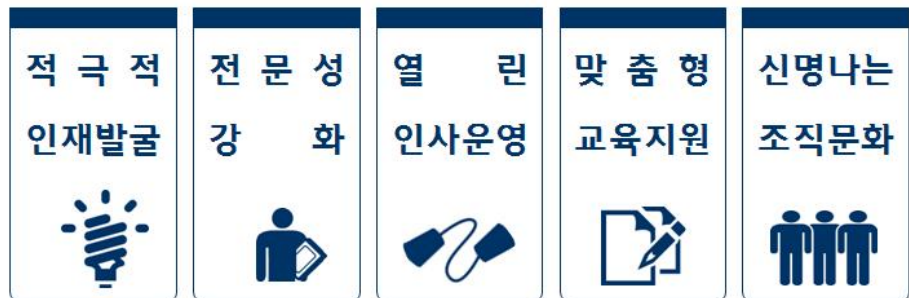 적극적
인재발굴
전문성
강화
열린
인사운영
맞춤형
교육지원
신명나는
조직문화